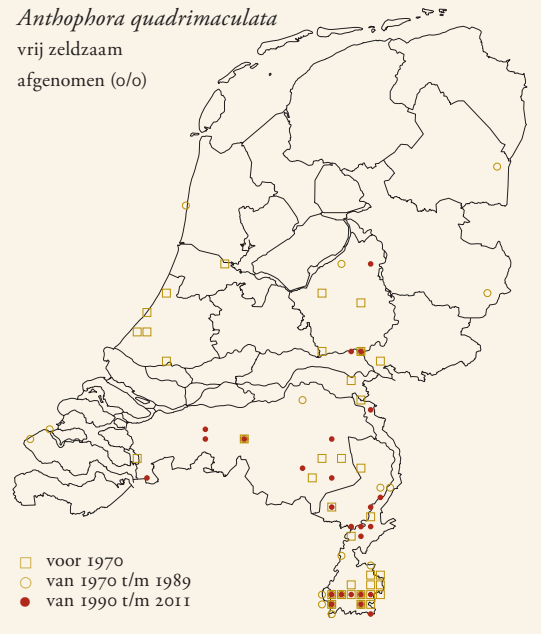 Anthophora quadrimaculata
vrij zeldzaam
afgenomen (0/0)
voor 1970
van 1970 t/m 1989
van 1990 t/m 2011